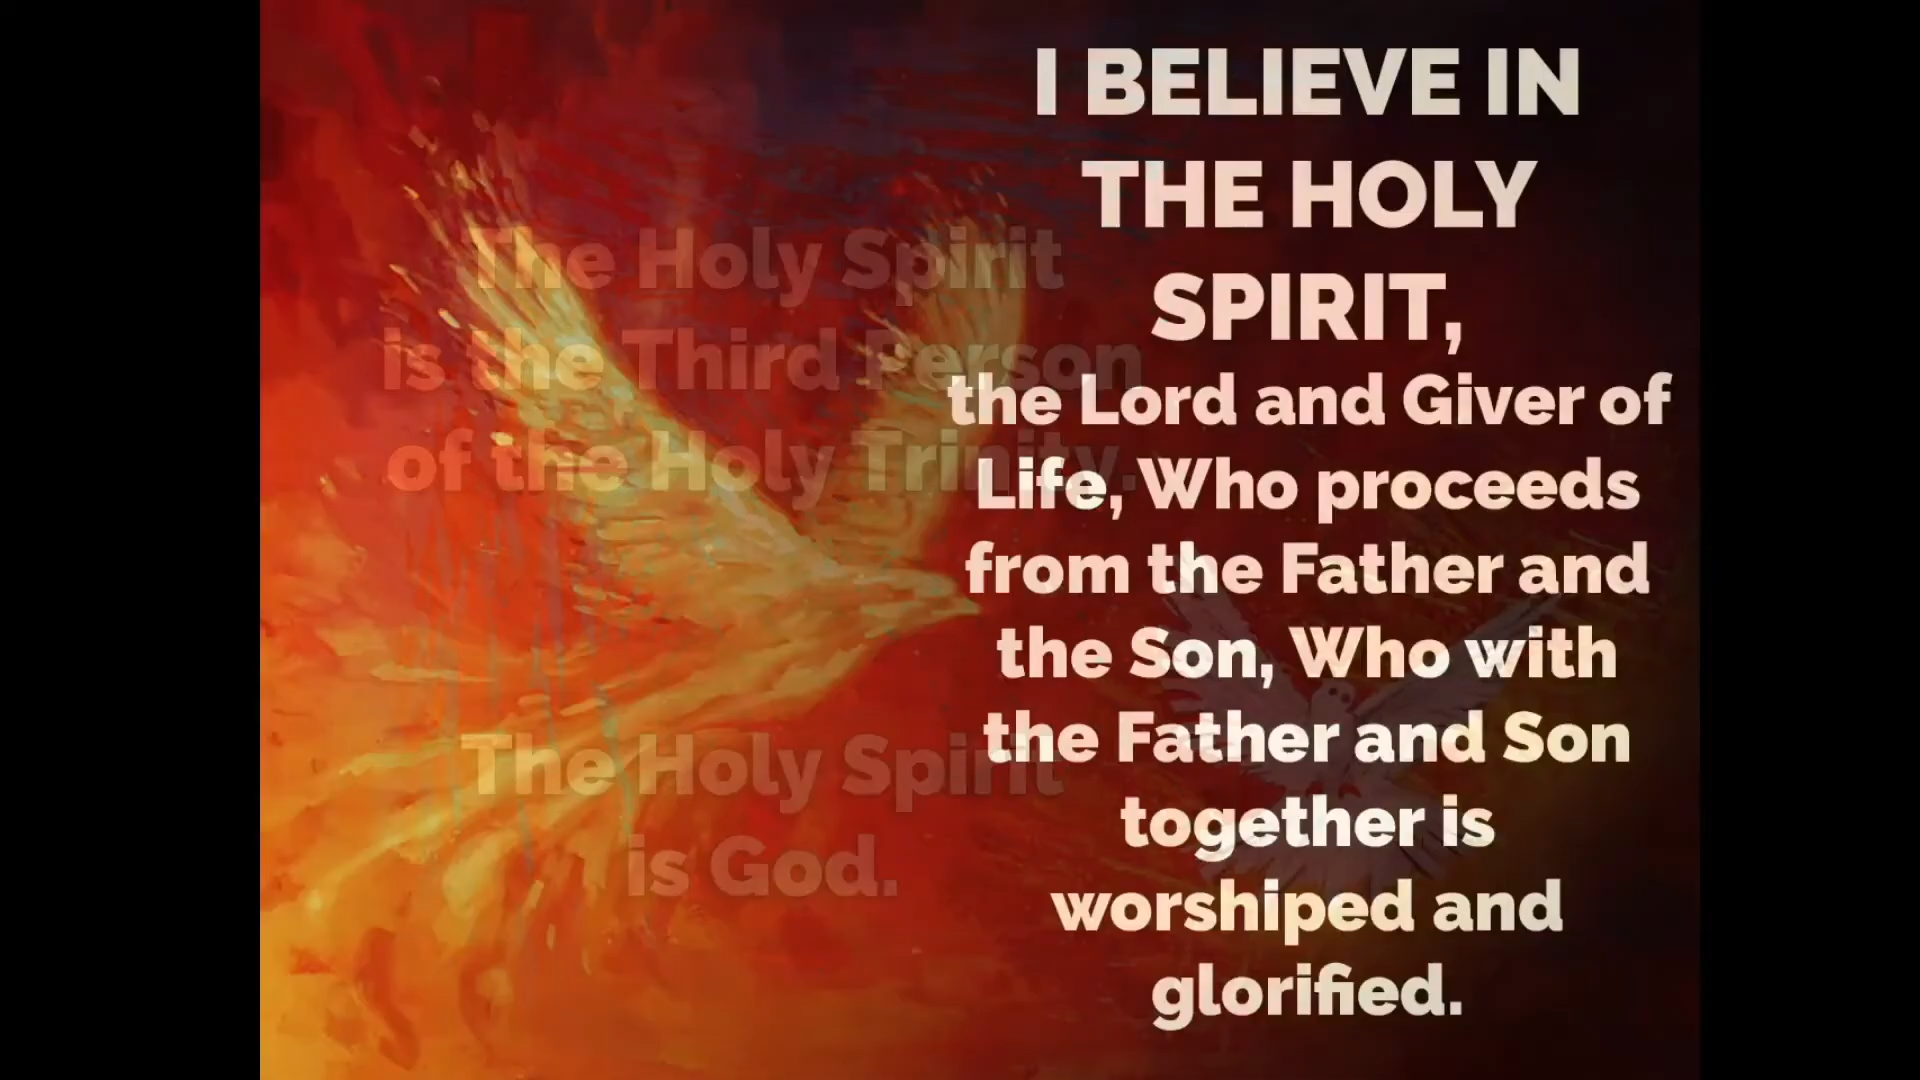 I BELIEVE IN
THE HOLY
SPIRIT,
the Lord and Giver of
Life, Who proceeds
from the Father and
the Son, Who with
the Father and Son
together is
worshiped and
glorified.
The Holy Spirit
is the Third Person
of the Holy Trinity.
The Holy Spirit
is God.